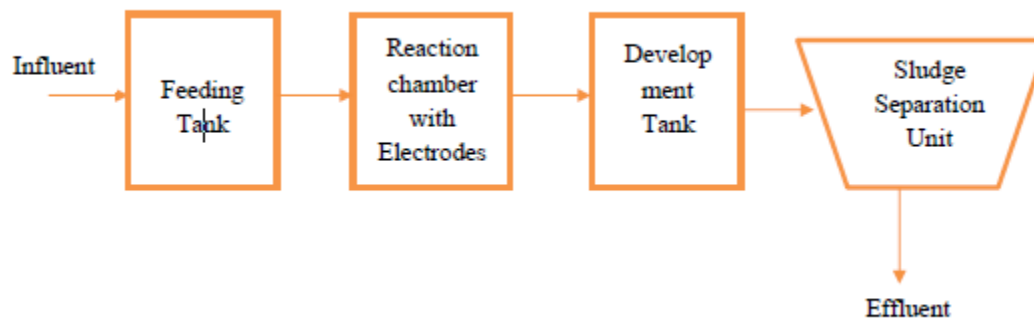 Influent
Feeding
Tank
Reaction
chamber
with
Electrodes
Develop
ment
Tank
Sludge
Separation
Unit
Effluent